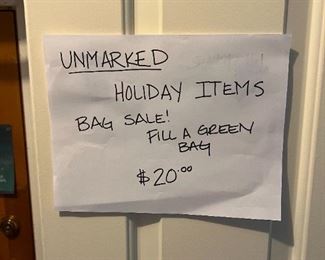 UNMARKED
HOLIDAY ITEMS
BAG SALE!
FILL A GREEN
BAG
$20.00